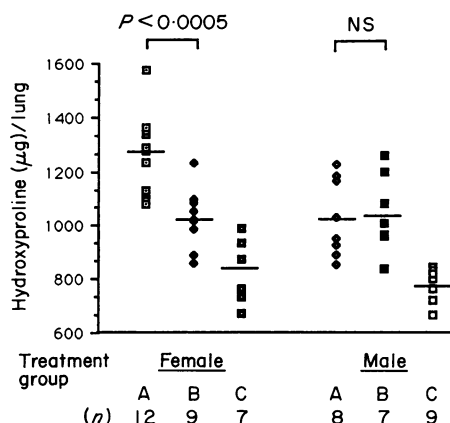 P < 0·0005
NS
Hydroxyproline (μg)/lung
1600
1400
1200
1000
800
600
Treatment group
Female
Male
A B C A B C
(n) 12 9 7 8 7 9